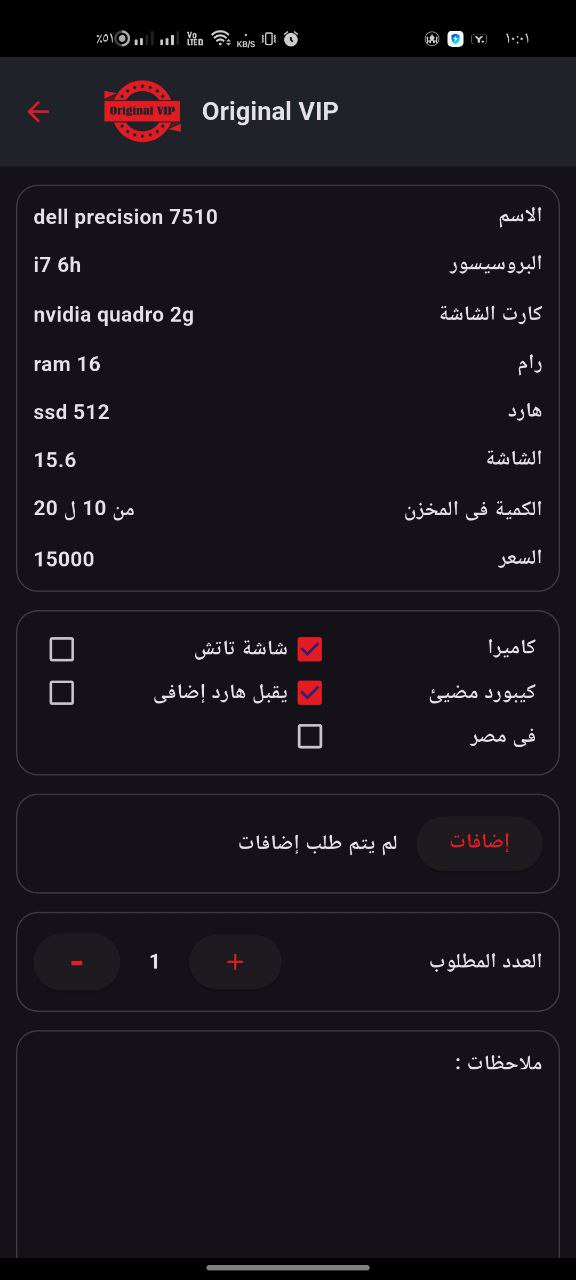 ٪٥١ Vo LTED KB/S ١٠:٠١
Original VIP Original VIP
الاسم dell precision 7510
البروسيسور i7 6h
كارت الشاشة nvidia quadro 2g
رام ram 16
هارد ssd 512
الشاشة 15.6
الكمية فى المخزن من 10 ل 20
السعر 15000
كاميرا شاشة تاتش
كيبورد مضيئ يقبل هارد إضافى
فى مصر
إضافات لم يتم طلب إضافات
العدد المطلوب + 1 -
ملاحظات :